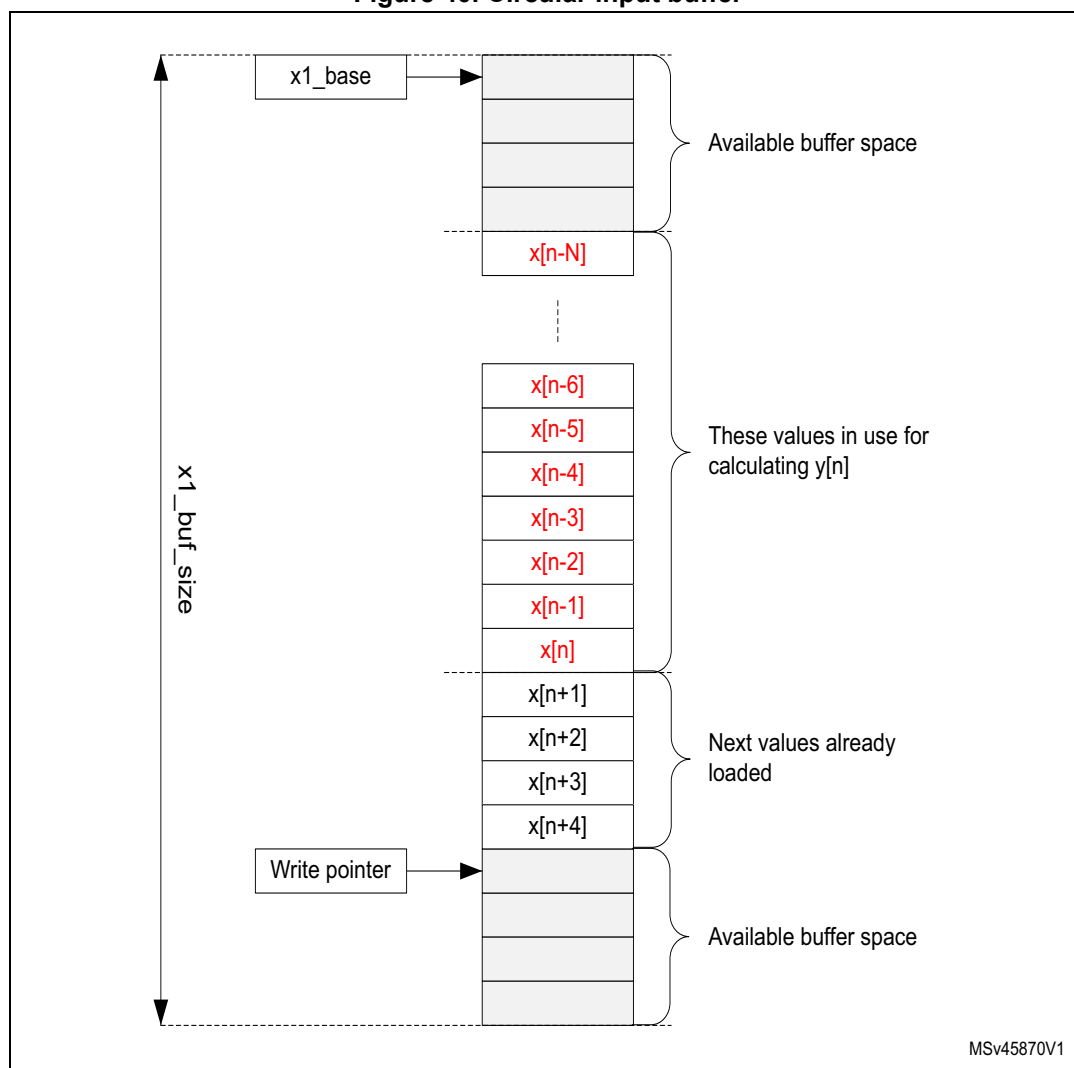 x1_base
Available buffer space
x[n-N]
x[n-6]
x[n-5]
These values in use for
calculating y[n]
x[n-4]
x[n-3]
x[n-2]
x[n-1]
x[n]
x1_buf_size
x[n+1]
x[n+2]
Next values already
loaded
x[n+3]
x[n+4]
Write pointer
Available buffer space
MSv45870V1